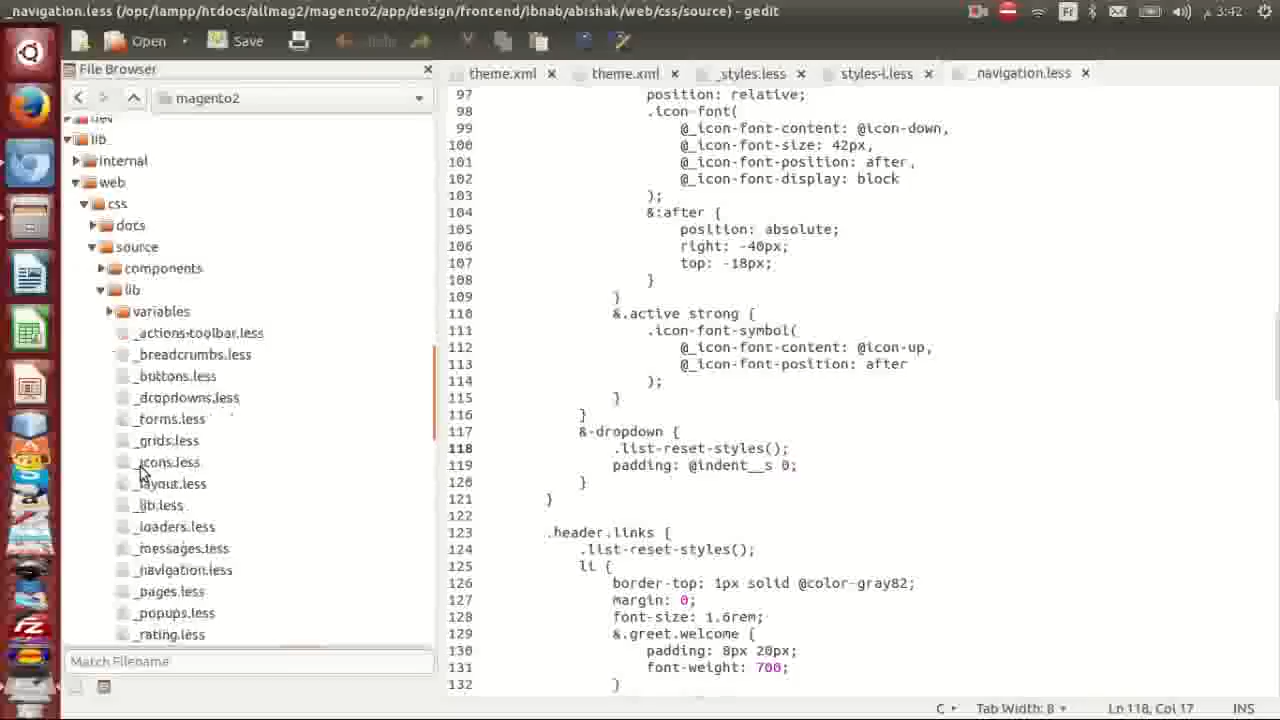 _navigation.less (/opt/lampp/htdocs/allmag2/magento2/app/design/frontend/ibnab/abishak/web/css/source) - gedit
Fr
3:42
Open
Save
Undo
File Browser
theme.xml
theme.xml
_styles.less
styles-l.less
_navigation.less
magento2
dev
lib
internal
web
css
docs
source
components
lib
variables
_actions-toolbar.less
_breadcrumbs.less
_buttons.less
_dropdowns.less
_forms.less
_grids.less
_icons.less
_layout.less
_lib.less
_loaders.less
_messages.less
_navigation.less
_pages.less
_popups.less
_rating.less
Match Filename
97 position: relative;
98 .icon-font(
99 @_icon-font-content: @icon-down,
100 @_icon-font-size: 42px,
101 @_icon-font-position: after,
102 @_icon-font-display: block
103 );
104 &:after {
105 position: absolute;
106 right: -40px;
107 top: -18px;
108 }
109 }
110 &.active strong {
111 .icon-font-symbol(
112 @_icon-font-content: @icon-up,
113 @_icon-font-position: after
114 );
115 }
116 }
117 &-dropdown {
118 .list-reset-styles();
119 padding: @indent__s 0;
120 }
121 }
122
123 .header.links {
124 .list-reset-styles();
125 li {
126 border-top: 1px solid @color-gray82;
127 margin: 0;
128 font-size: 1.6rem;
129 &.greet.welcome {
130 padding: 8px 20px;
131 font-weight: 700;
132 }
C
Tab Width: 8
Ln 118, Col 17
INS